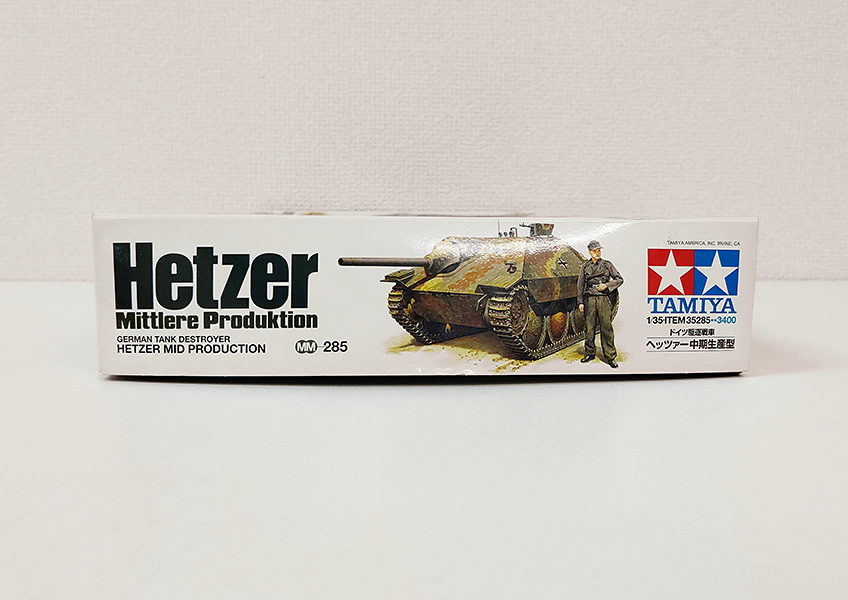 Hetzer
Mittlere Produktion
GERMAN TANK DESTROYER
HETZER MID PRODUCTION
MM 285
TAMIYA AMERICA, INC. IRVINE, CA
TAMIYA
1/35•ITEM 35285••3400
ドイツ駆逐戦車
ヘッツァー中期生産型